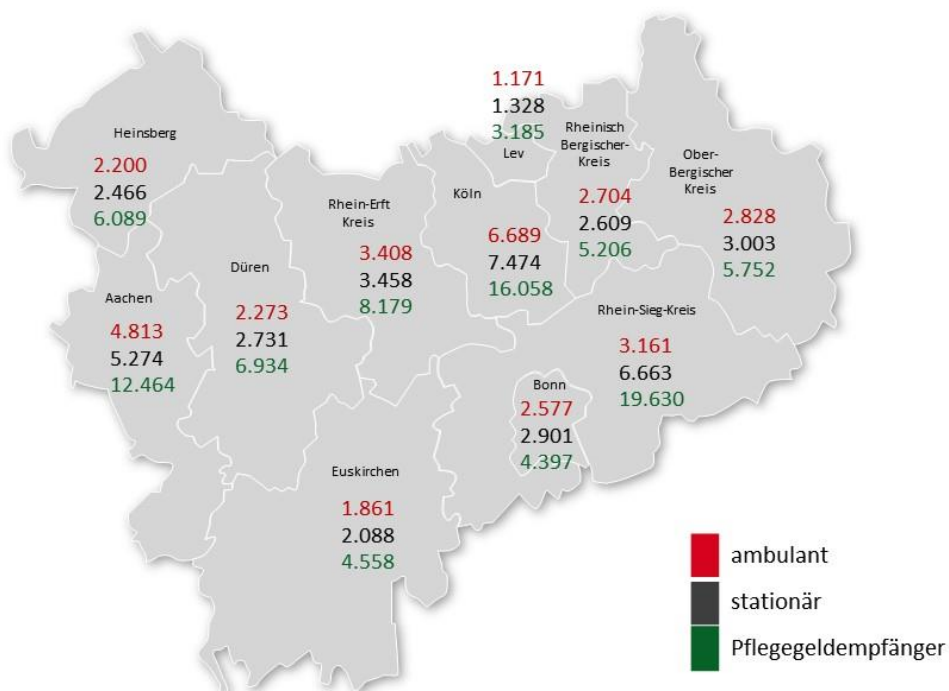 Heinsberg
2.200
2.466
6.089
Aachen
4.813
5.274
12.464
Düren
2.273
2.731
6.934
Rhein-Erft
Kreis
3.408
3.458
8.179
Köln
6.689
7.474
16.058
1.171
1.328
3.185
Lev
Rheinisch
Bergischer-
Kreis
2.704
2.609
5.206
Ober-
Bergischer
Kreis
2.828
3.003
5.752
Rhein-Sieg-Kreis
3.161
6.663
19.630
Bonn
2.577
2.901
4.397
Euskirchen
1.861
2.088
4.558
ambulant
stationär
Pflegegeldempfänger